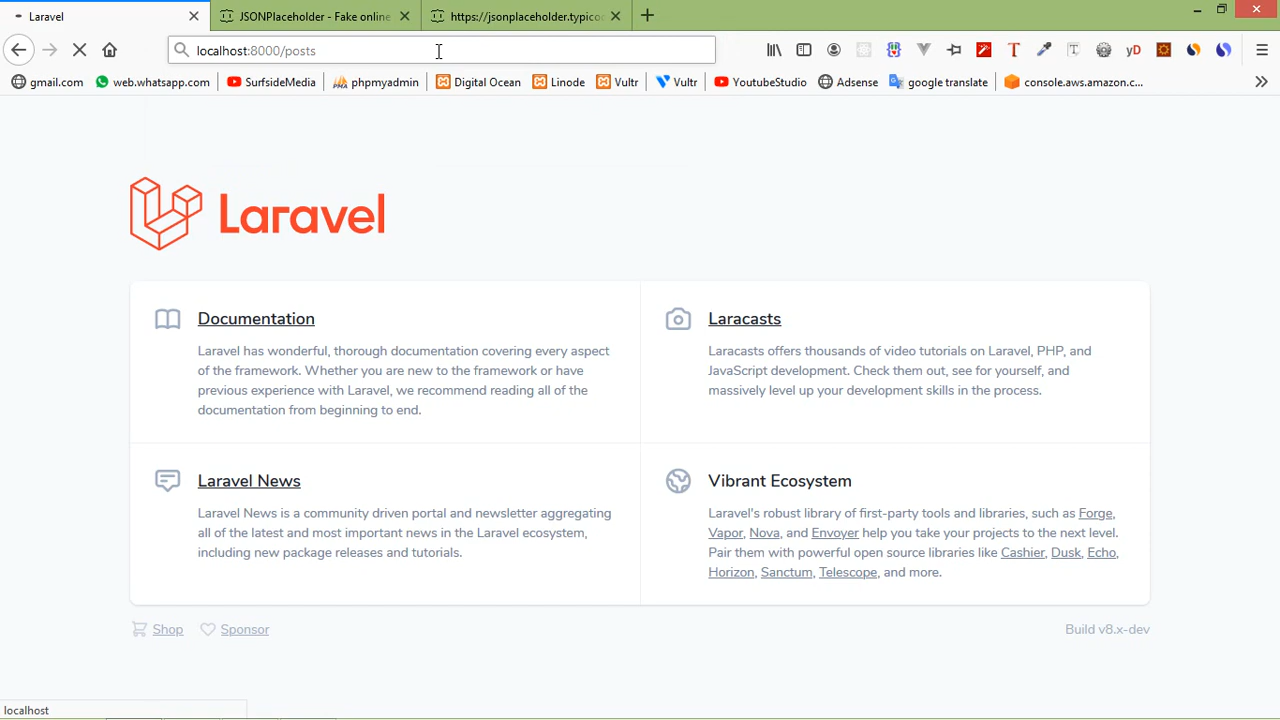 Laravel
JSONPlaceholder - Fake online
https://jsonplaceholder.typico
localhost:8000/posts
gmail.com
web.whatsapp.com
SurfsideMedia
phpmyadmin
Digital Ocean
Linode
Vultr
Vultr
YoutubeStudio
Adsense
google translate
console.aws.amazon.c...
Laravel
Documentation
Laravel has wonderful, thorough documentation covering every aspect
of the framework. Whether you are new to the framework or have
previous experience with Laravel, we recommend reading all of the
documentation from beginning to end.
Laracasts
Laracasts offers thousands of video tutorials on Laravel, PHP, and
JavaScript development. Check them out, see for yourself, and
massively level up your development skills in the process.
Laravel News
Laravel News is a community driven portal and newsletter aggregating
all of the latest and most important news in the Laravel ecosystem,
including new package releases and tutorials.
Vibrant Ecosystem
Laravel's robust library of first-party tools and libraries, such as Forge,
Vapor, Nova, and Envoyer help you take your projects to the next level.
Pair them with powerful open source libraries like Cashier, Dusk, Echo,
Horizon, Sanctum, Telescope, and more.
Shop
Sponsor
Build v8.x-dev
localhost